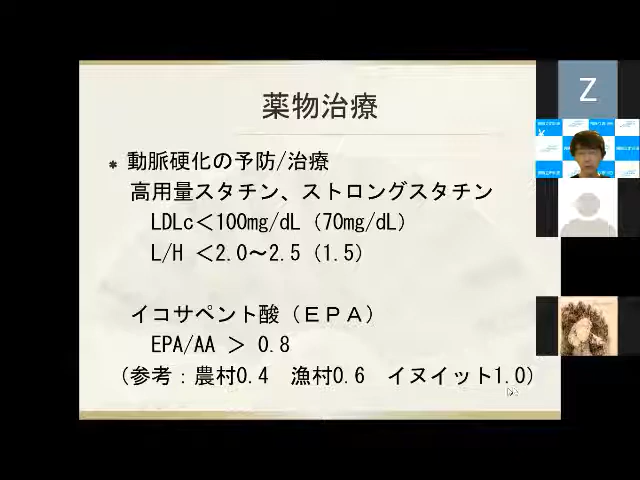 薬物治療
* 動脈硬化の予防/治療
高用量スタチン、ストロングスタチン
LDLc＜100mg/dL (70mg/dL)
L/H ＜2.0～2.5 (1.5)
イコサペント酸（ＥＰＡ）
EPA/AA ＞ 0.8
(参考：農村0.4　漁村0.6　イヌイット1.0)
Z